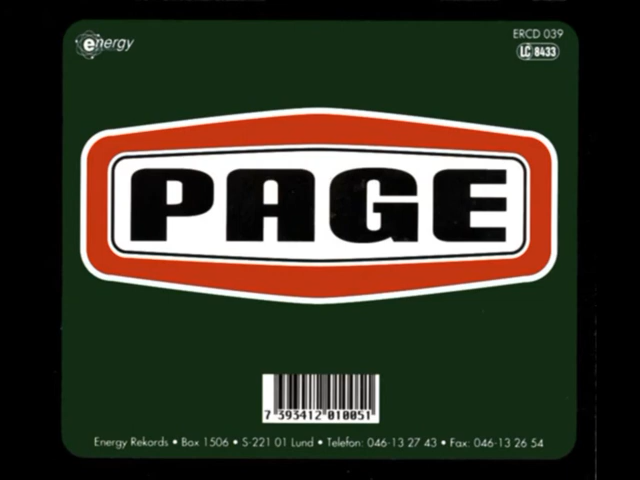 energy
ERCD 039
LC 8433
PAGE
7 393412 010051
Energy Rekords • Box 1506 • S-221 01 Lund • Telefon: 046-13 27 43 • Fax: 046-13 26 54